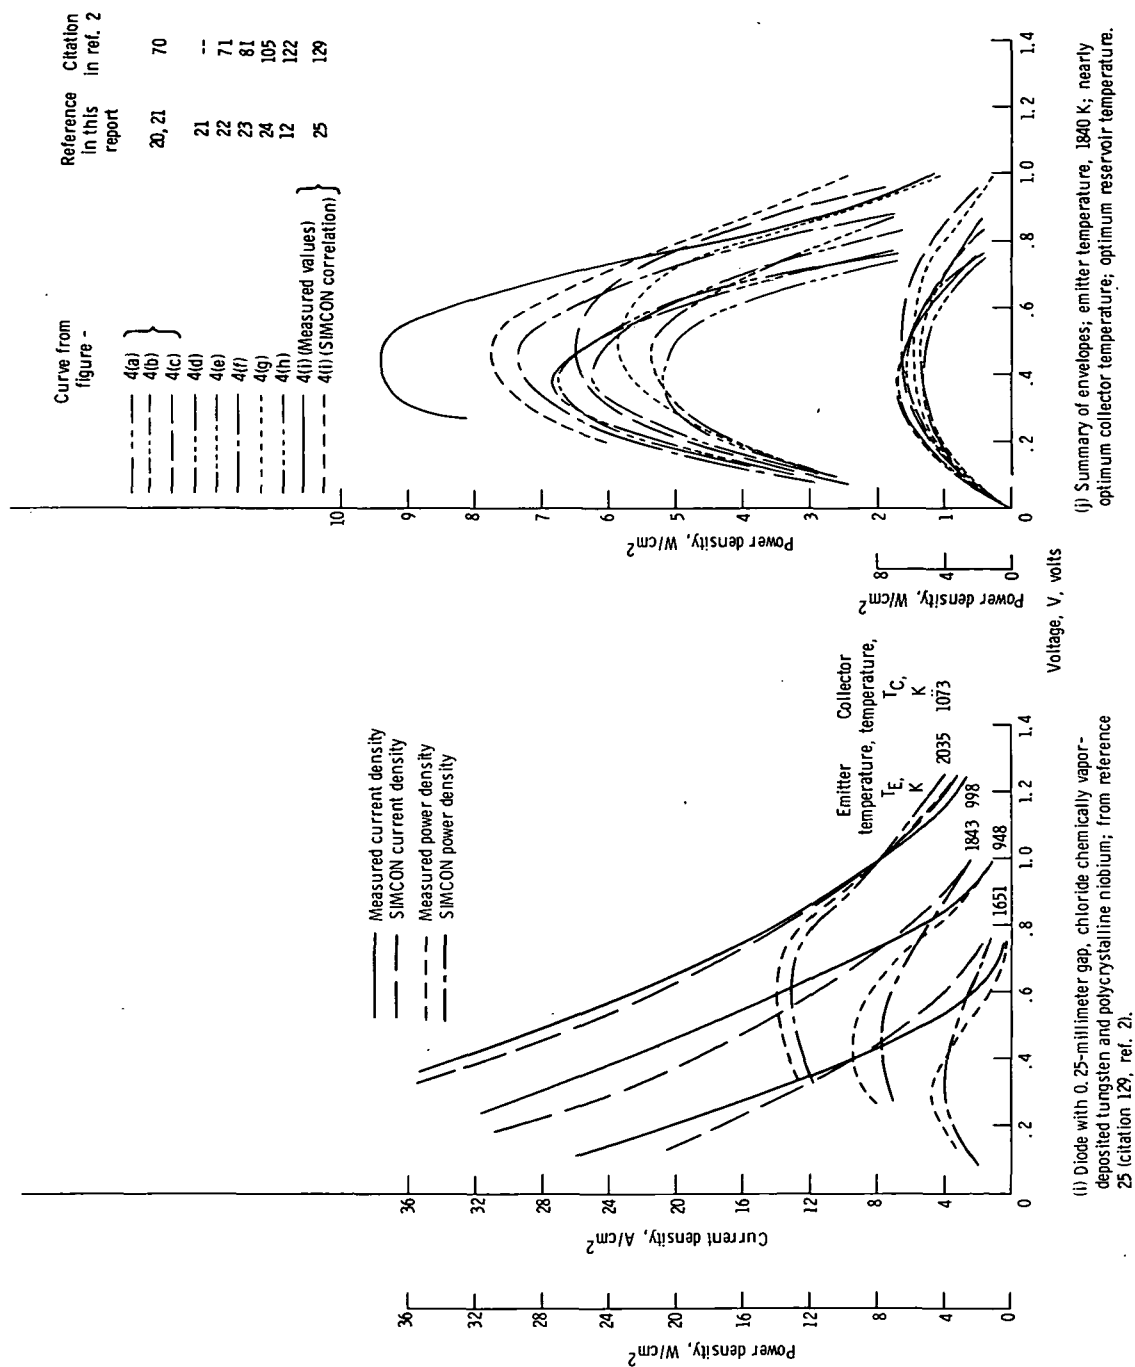 Power density, W/cm2
36
32
28
24
20
16
12
8
4
0
Current density, A/cm2
36
32
28
24
20
16
12
8
4
0
.2
.4
.6
.8
1.0
1.2
1.4
Measured current density
SIMCON current density
Measured power density
SIMCON power density
Emitter Collector
temperature, temperature,
TE, TC,
K K
2035 1073
1843 998
1651 948
(i) Diode with 0.25-millimeter gap, chloride chemically vapor-
deposited tungsten and polycrystalline niobium; from reference
25 (citation 129, ref. 2).
Voltage, V, volts
Power density, W/cm2
8
4
0
Power density, W/cm2
10
9
8
7
6
5
4
3
2
1
0
.2
.4
.6
.8
1.0
1.2
1.4
Curve from
figure -
Reference
in this
report
Citation
in ref. 2
4(a)
4(b) 20, 21 70
4(c)
4(d) 21 --
4(e) 22 71
4(f) 23 81
4(g) 24 105
4(h) 12 122
4(i) (Measured values)
25 129
4(i) (SIMCON correlation)
(j) Summary of envelopes; emitter temperature, 1840 K; nearly
optimum collector temperature; optimum reservoir temperature.